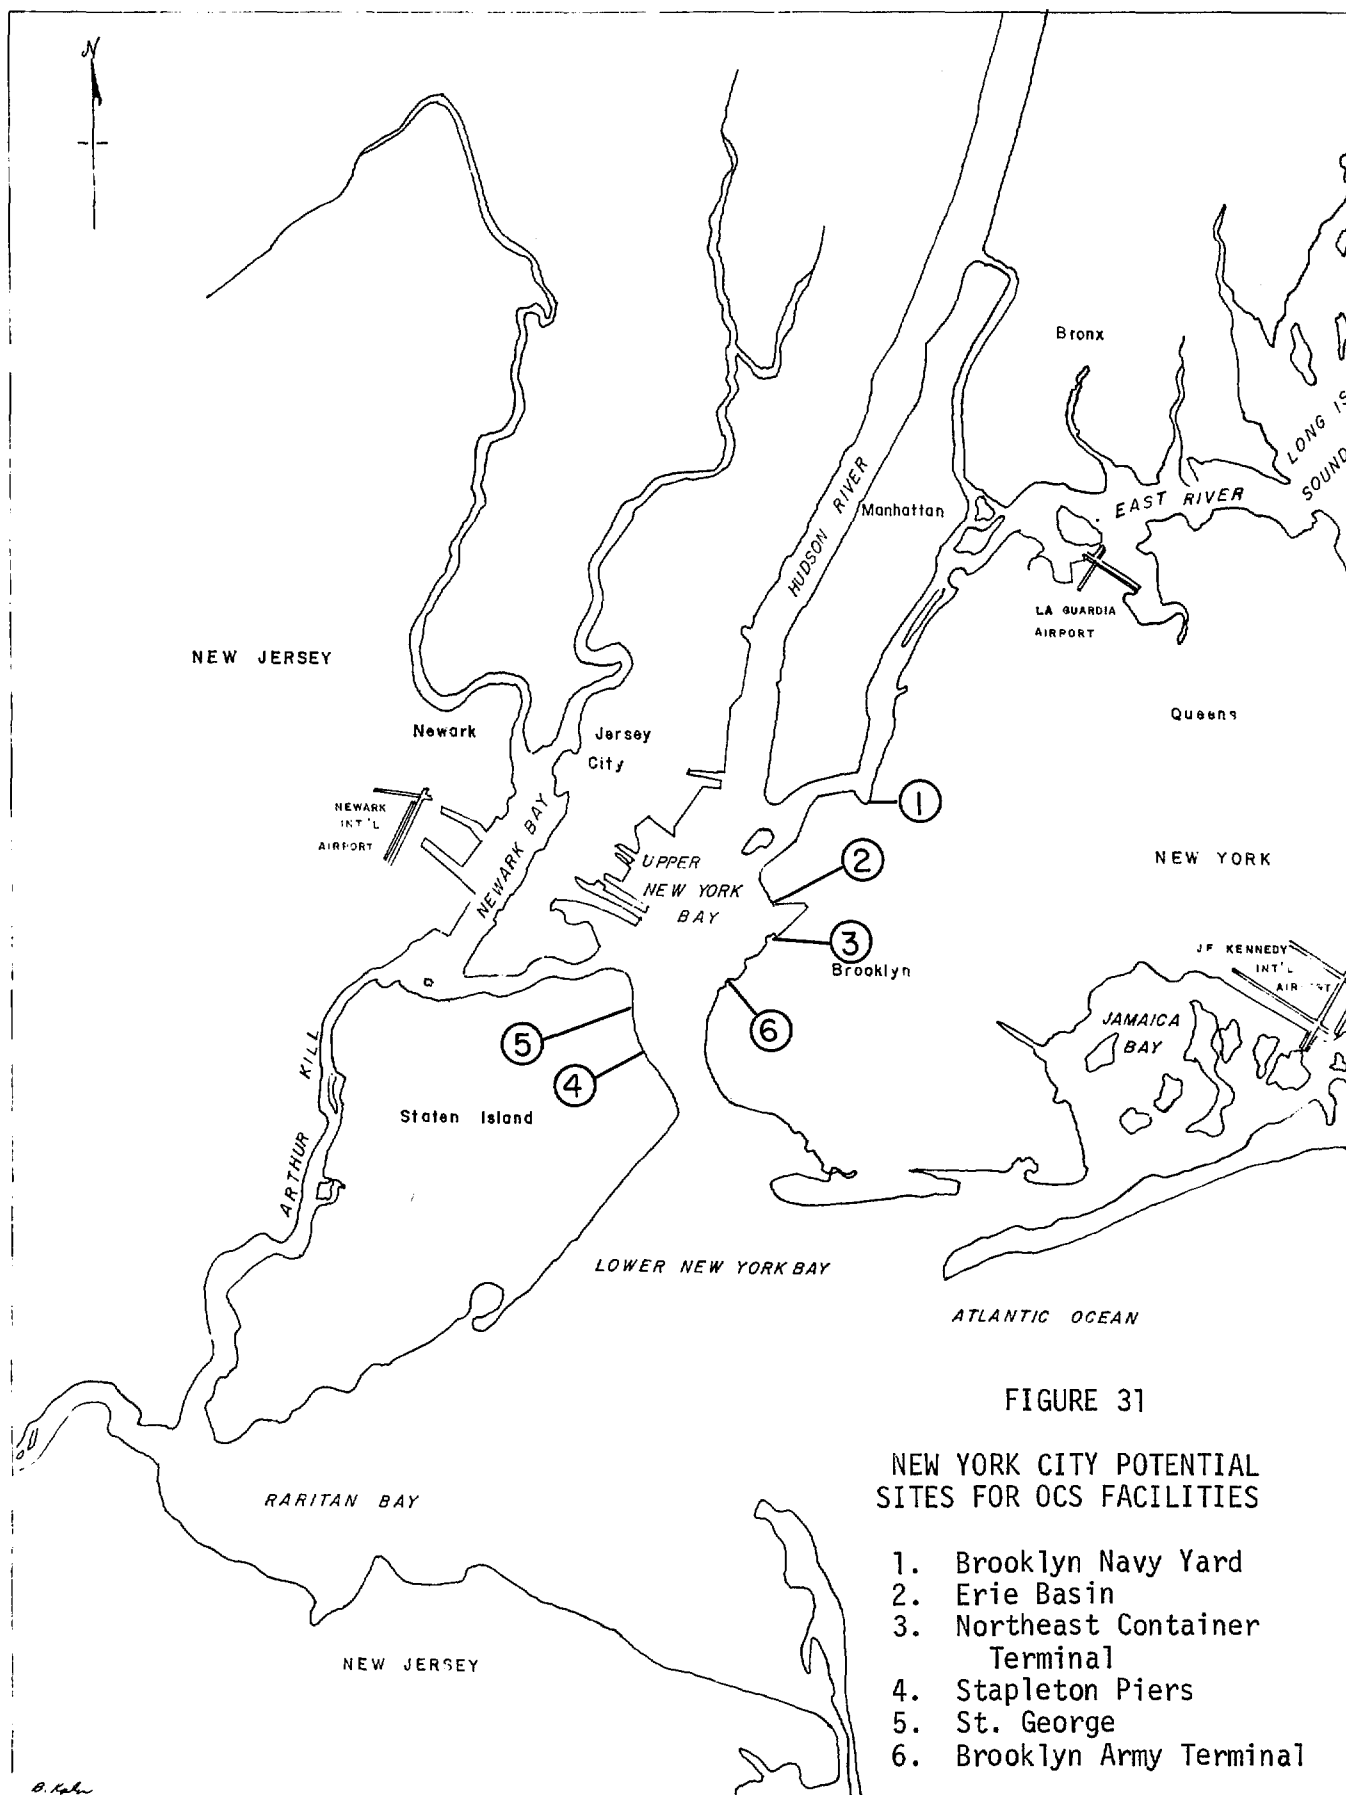 N
Bronx
LONG IS
SOUND
EAST RIVER
HUDSON RIVER
Manhattan
LA GUARDIA
AIRPORT
NEW JERSEY
Queens
Newark
Jersey
City
NEWARK
INT'L
AIRPORT
NEWARK BAY
UPPER
NEW YORK
BAY
1
2
NEW YORK
3
Brooklyn
JF KENNEDY
INT'L
JAMAICA
BAY
5
6
4
ARTHUR KILL
Staten Island
LOWER NEW YORK BAY
ATLANTIC OCEAN
RARITAN BAY
NEW JERSEY
FIGURE 31
NEW YORK CITY POTENTIAL
SITES FOR OCS FACILITIES
1. Brooklyn Navy Yard
2. Erie Basin
3. Northeast Container
Terminal
4. Stapleton Piers
5. St. George
6. Brooklyn Army Terminal